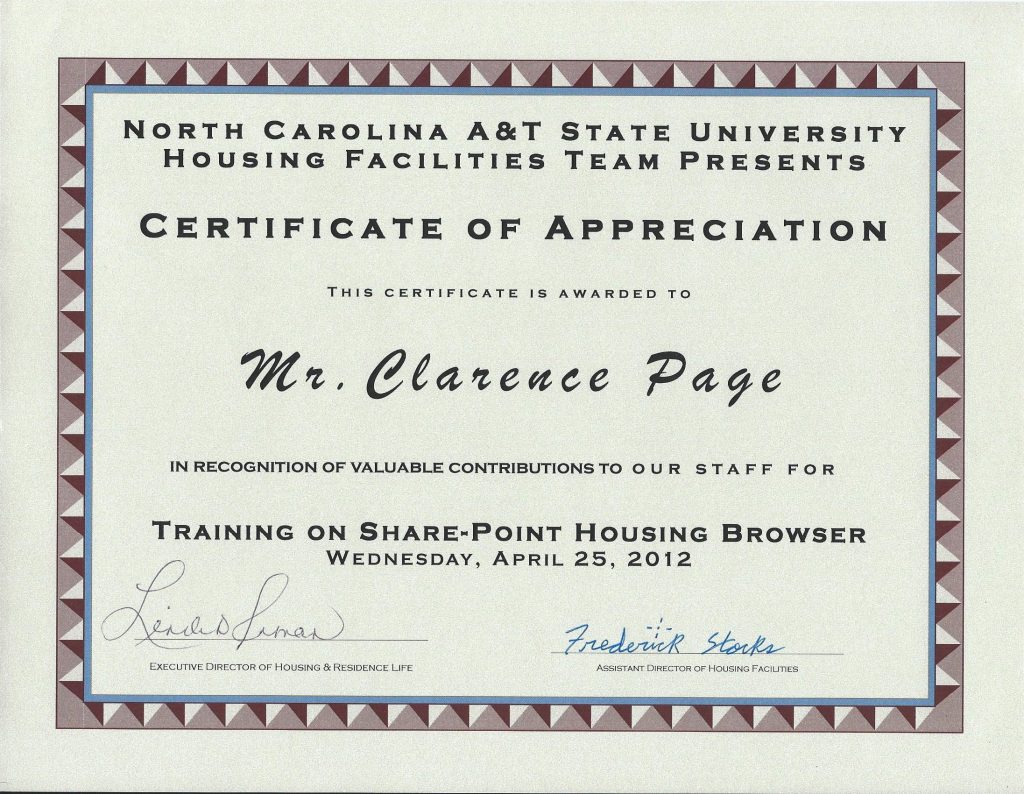 North Carolina A&T State University
Housing Facilities Team Presents
Certificate of Appreciation
This certificate is awarded to
Mr. Clarence Page
in recognition of valuable contributions to our staff for
Training on Share-Point Housing Browser
Wednesday, April 25, 2012
Frederick Stocks
Executive Director of Housing & Residence Life
Assistant Director of Housing Facilities